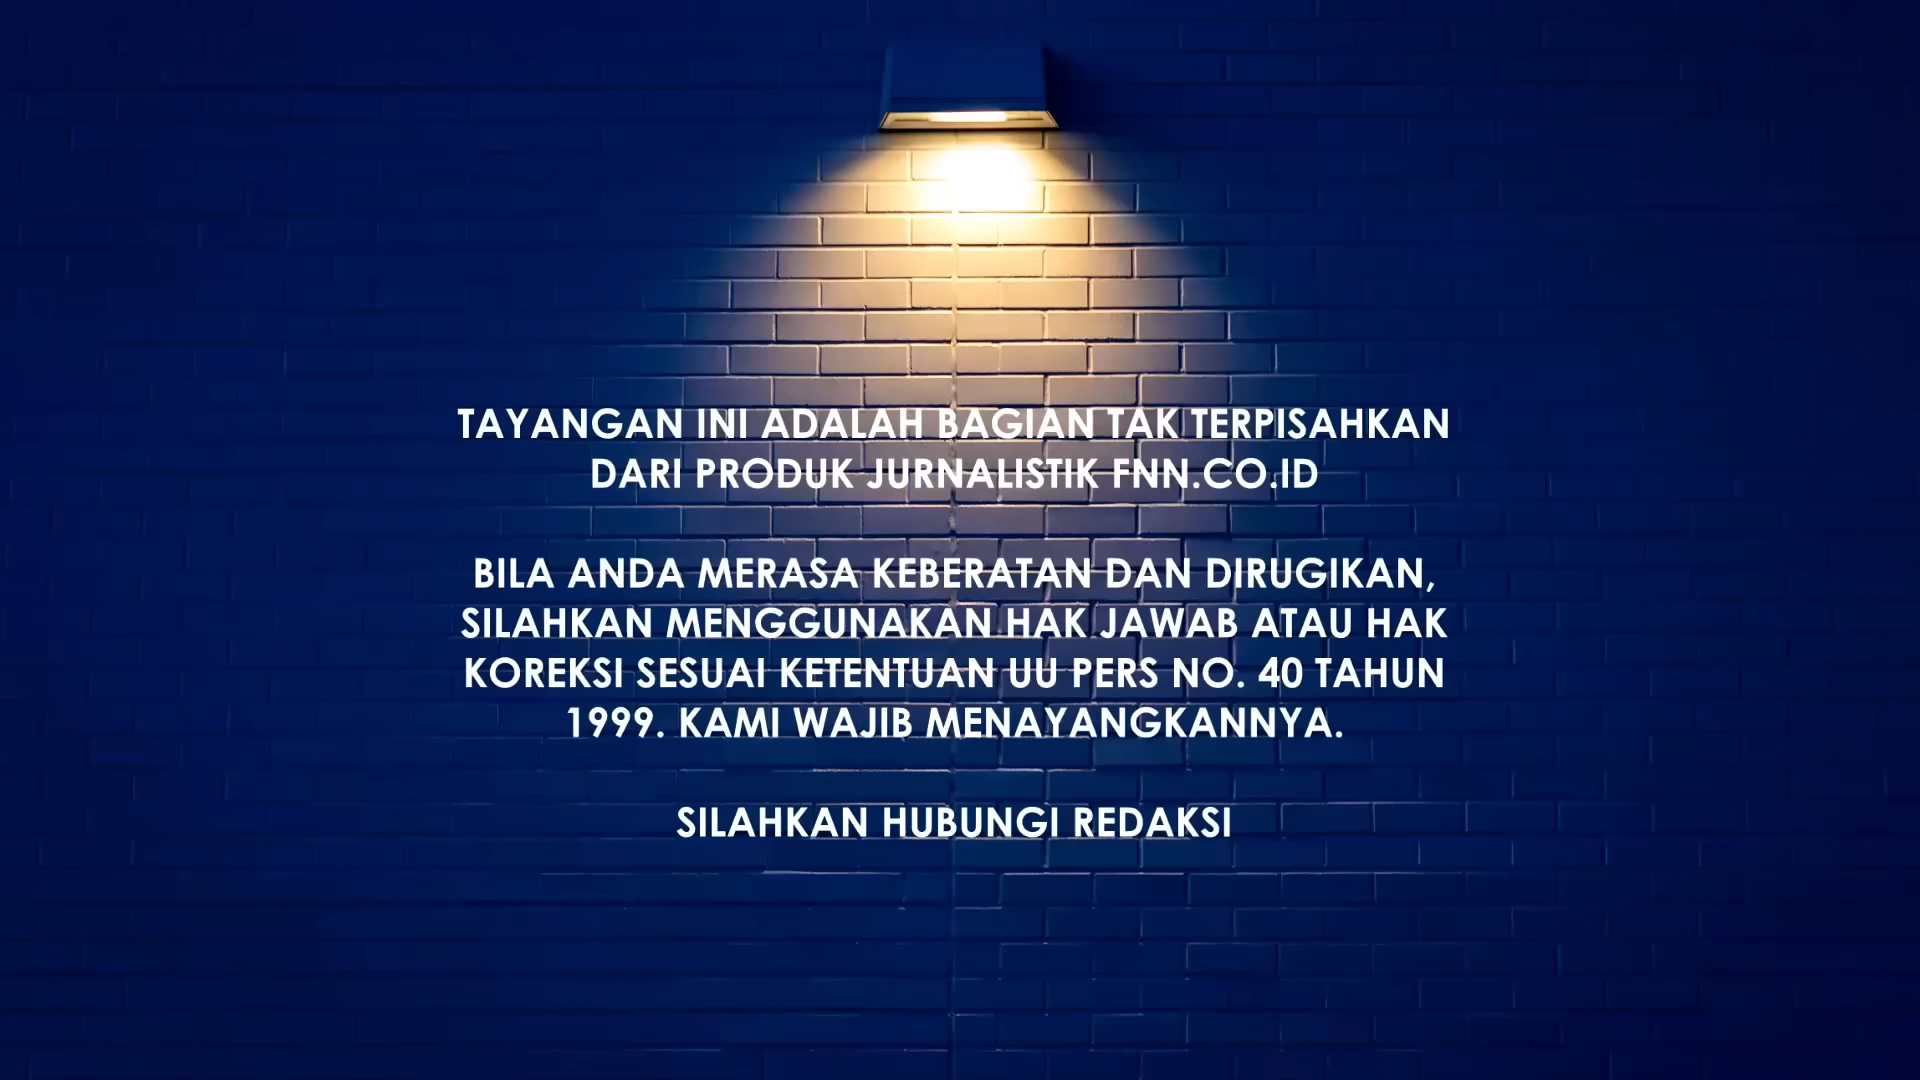 TAYANGAN INI ADALAH BAGIAN TAK TERPISAHKAN
DARI PRODUK JURNALISTIK FNN.CO.ID
BILA ANDA MERASA KEBERATAN DAN DIRUGIKAN,
SILAHKAN MENGGUNAKAN HAK JAWAB ATAU HAK
KOREKSI SESUAI KETENTUAN UU PERS NO. 40 TAHUN
1999. KAMI WAJIB MENAYANGKANNYA.
SILAHKAN HUBUNGI REDAKSI